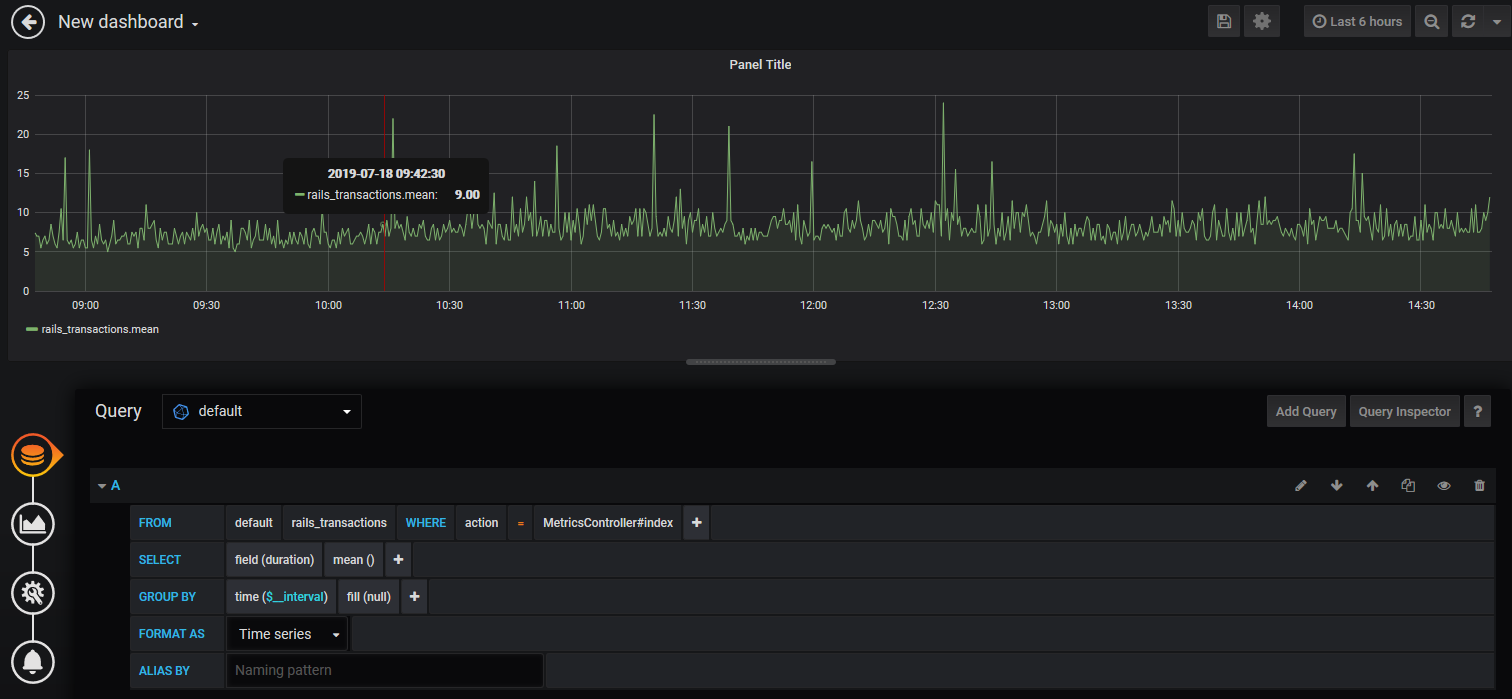 New dashboard
Last 6 hours
Panel Title
25
20
15
10
5
0
2019-07-18 09:42:30
rails_transactions.mean: 9.00
09:00 09:30 10:00 10:30 11:00 11:30 12:00 12:30 13:00 13:30 14:00 14:30
rails_transactions.mean
Query default Add Query Query Inspector ?
A
FROM default rails_transactions WHERE action = MetricsController#index +
SELECT field (duration) mean () +
GROUP BY time ($__interval) fill (null) +
FORMAT AS Time series
ALIAS BY Naming pattern